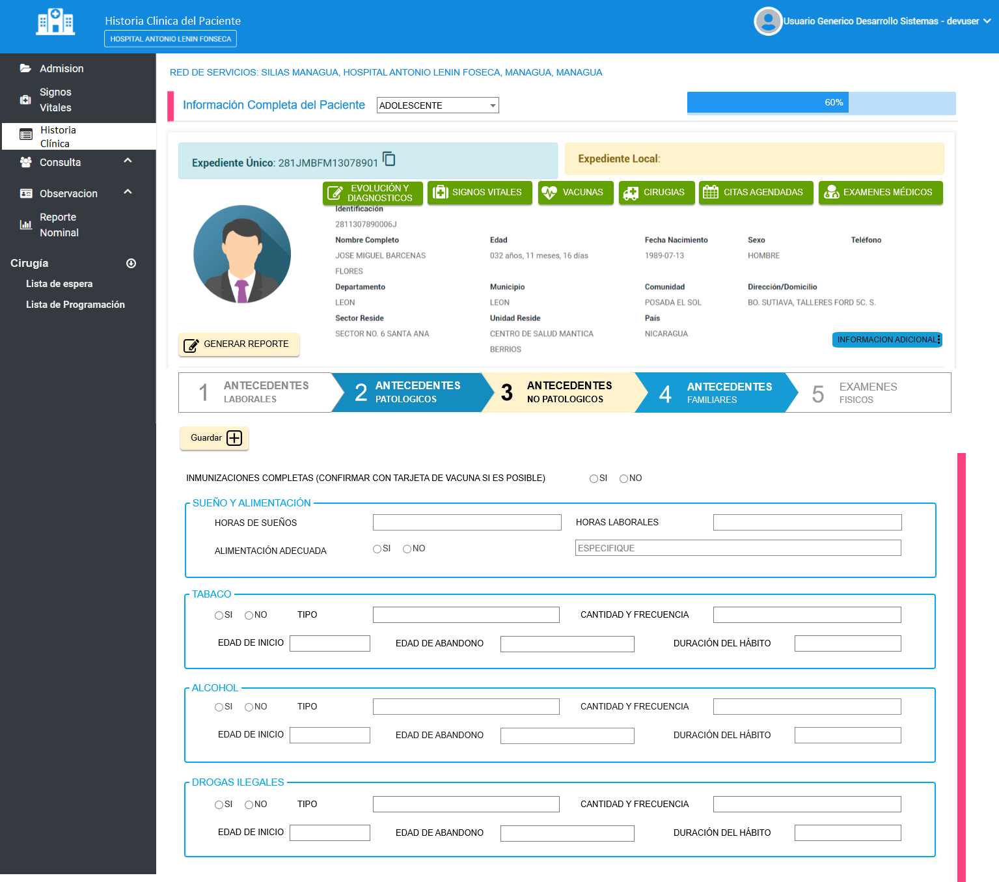 Historia Clinica del Paciente
HOSPITAL ANTONIO LENIN FONSECA
Usuario Generico Desarrollo Sistemas - devuser
Admision
Signos
Vitales
Historia
Clínica
Consulta
Observacion
Reporte
Nominal
Cirugía
Lista de espera
Lista de Programación
RED DE SERVICIOS: SILIAS MANAGUA, HOSPITAL ANTONIO LENIN FOSECA, MANAGUA, MANAGUA
Información Completa del Paciente ADOLESCENTE 60%
Expediente Único: 281JMBFM13078901 Expediente Local:
EVOLUCIÓN Y
DIAGNOSTICOS
SIGNOS VITALES VACUNAS CIRUGIAS CITAS AGENDADAS EXAMENES MÉDICOS
Identificación
2811307890006J
Nombre Completo Edad Fecha Nacimiento Sexo Teléfono
JOSE MIGUEL BARCENAS 032 años, 11 meses, 16 días 1989-07-13 HOMBRE
FLORES
Departamento Municipio Comunidad Dirección/Domicilio
LEON LEON POSADA EL SOL BO. SUTIAVA, TALLERES FORD 5C. S.
Sector Reside Unidad Reside País
SECTOR NO. 6 SANTA ANA CENTRO DE SALUD MANTICA NICARAGUA
BERRIOS
GENERAR REPORTE
INFORMACION ADICIONAL
1 ANTECEDENTES
LABORALES
2 ANTECEDENTES
PATOLOGICOS
3 ANTECEDENTES
NO PATOLOGICOS
4 ANTECEDENTES
FAMILIARES
5 EXAMENES
FISICOS
Guardar
INMUNIZACIONES COMPLETAS (CONFIRMAR CON TARJETA DE VACUNA SI ES POSIBLE) SI NO
SUEÑO Y ALIMENTACIÓN
HORAS DE SUEÑOS HORAS LABORALES
ALIMENTACIÓN ADECUADA SI NO ESPECIFIQUE
TABACO
SI NO TIPO CANTIDAD Y FRECUENCIA
EDAD DE INICIO EDAD DE ABANDONO DURACIÓN DEL HÁBITO
ALCOHOL
SI NO TIPO CANTIDAD Y FRECUENCIA
EDAD DE INICIO EDAD DE ABANDONO DURACIÓN DEL HÁBITO
DROGAS ILEGALES
SI NO TIPO CANTIDAD Y FRECUENCIA
EDAD DE INICIO EDAD DE ABANDONO DURACIÓN DEL HÁBITO